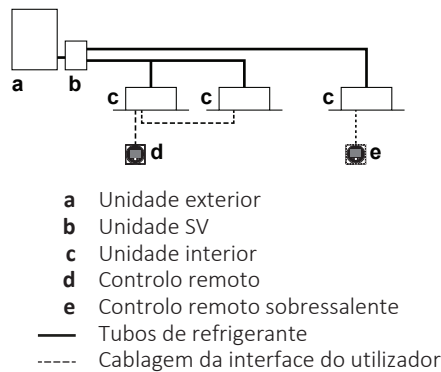 a
b
c
c
c
d
e
a Unidade exterior
b Unidade SV
c Unidade interior
d Controlo remoto
e Controlo remoto sobressalente
Tubos de refrigerante
Cablagem da interface do utilizador